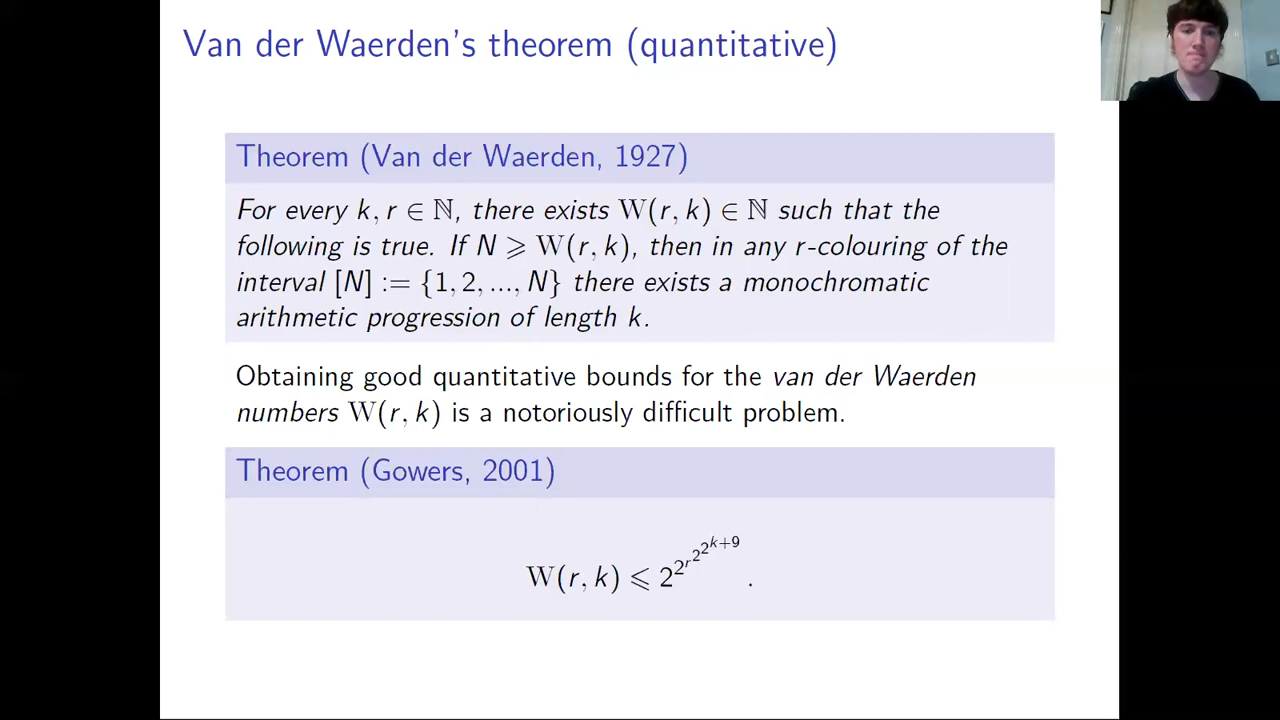 Van der Waerden's theorem (quantitative)
Theorem (Van der Waerden, 1927)
For every k, r ∈ ℕ, there exists W(r, k) ∈ ℕ such that the
following is true. If N ⩾ W(r, k), then in any r-colouring of the
interval [N] := {1, 2, ..., N} there exists a monochromatic
arithmetic progression of length k.
Obtaining good quantitative bounds for the van der Waerden
numbers W(r, k) is a notoriously difficult problem.
Theorem (Gowers, 2001)
W(r, k) ⩽ 2^{2^{r^{2^{2^{k+9}}}}}.